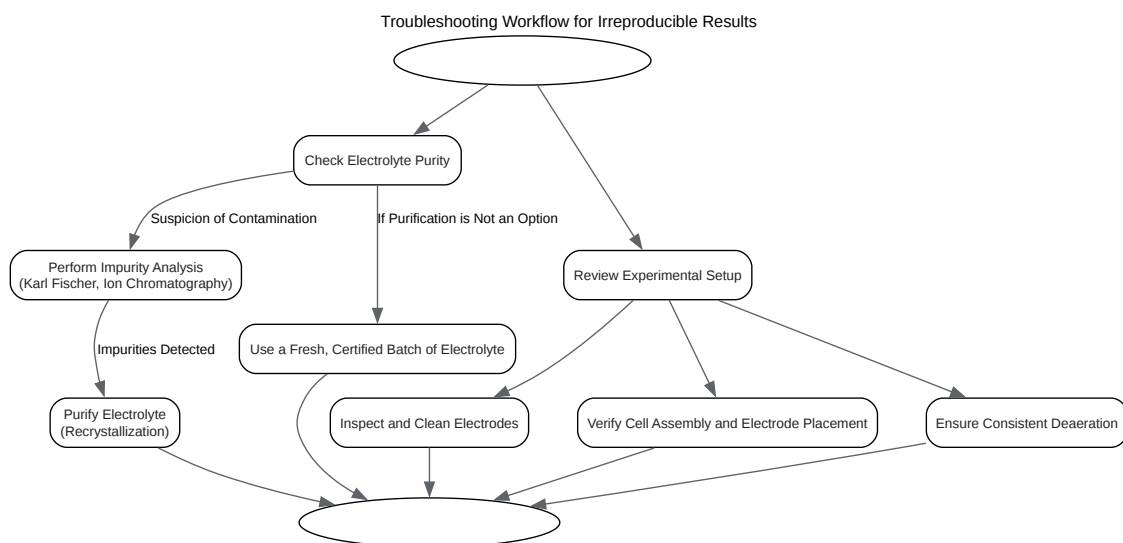 Troubleshooting Workflow for Irreproducible Results
Check Electrolyte Purity
Suspicion of Contamination
If Purification is Not an Option
Perform Impurity Analysis
(Karl Fischer, Ion Chromatography)
Review Experimental Setup
Impurities Detected
Use a Fresh, Certified Batch of Electrolyte
Purify Electrolyte
(Recrystallization)
Inspect and Clean Electrodes
Verify Cell Assembly and Electrode Placement
Ensure Consistent Deaeration